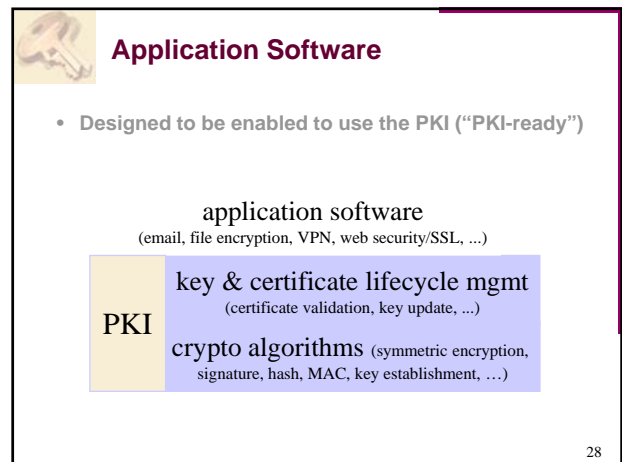 Application Software
• Designed to be enabled to use the PKI (“PKI-ready”)
application software
(email, file encryption, VPN, web security/SSL, ...)
PKI
key & certificate lifecycle mgmt
(certificate validation, key update, ...)
crypto algorithms (symmetric encryption,
signature, hash, MAC, key establishment, …)
28